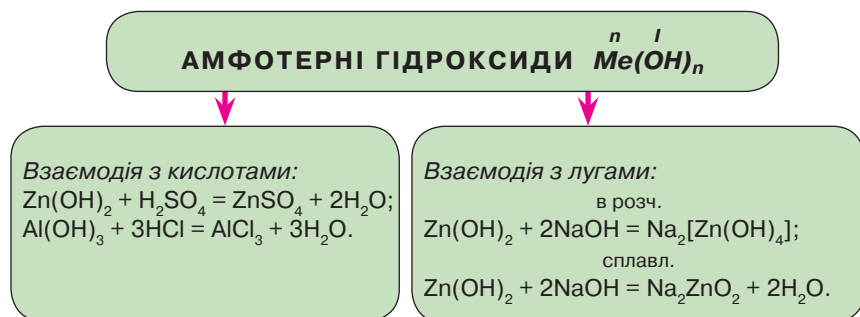 АМФОТЕРНІ ГІДРОКСИДИ Me(OH)ₙ
n I
Взаємодія з кислотами:
Zn(OH)₂ + H₂SO₄ = ZnSO₄ + 2H₂O;
Al(OH)₃ + 3HCl = AlCl₃ + 3H₂O.
Взаємодія з лугами:
в розч.
Zn(OH)₂ + 2NaOH = Na₂[Zn(OH)₄];
сплавл.
Zn(OH)₂ + 2NaOH = Na₂ZnO₂ + 2H₂O.